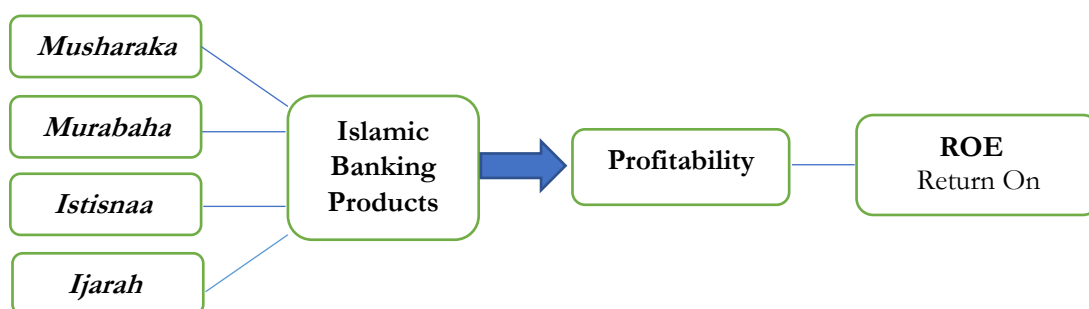 Musharaka
Murabaha
Istisnaa
Ijarah
Islamic
Banking
Products
Profitability
ROE
Return On